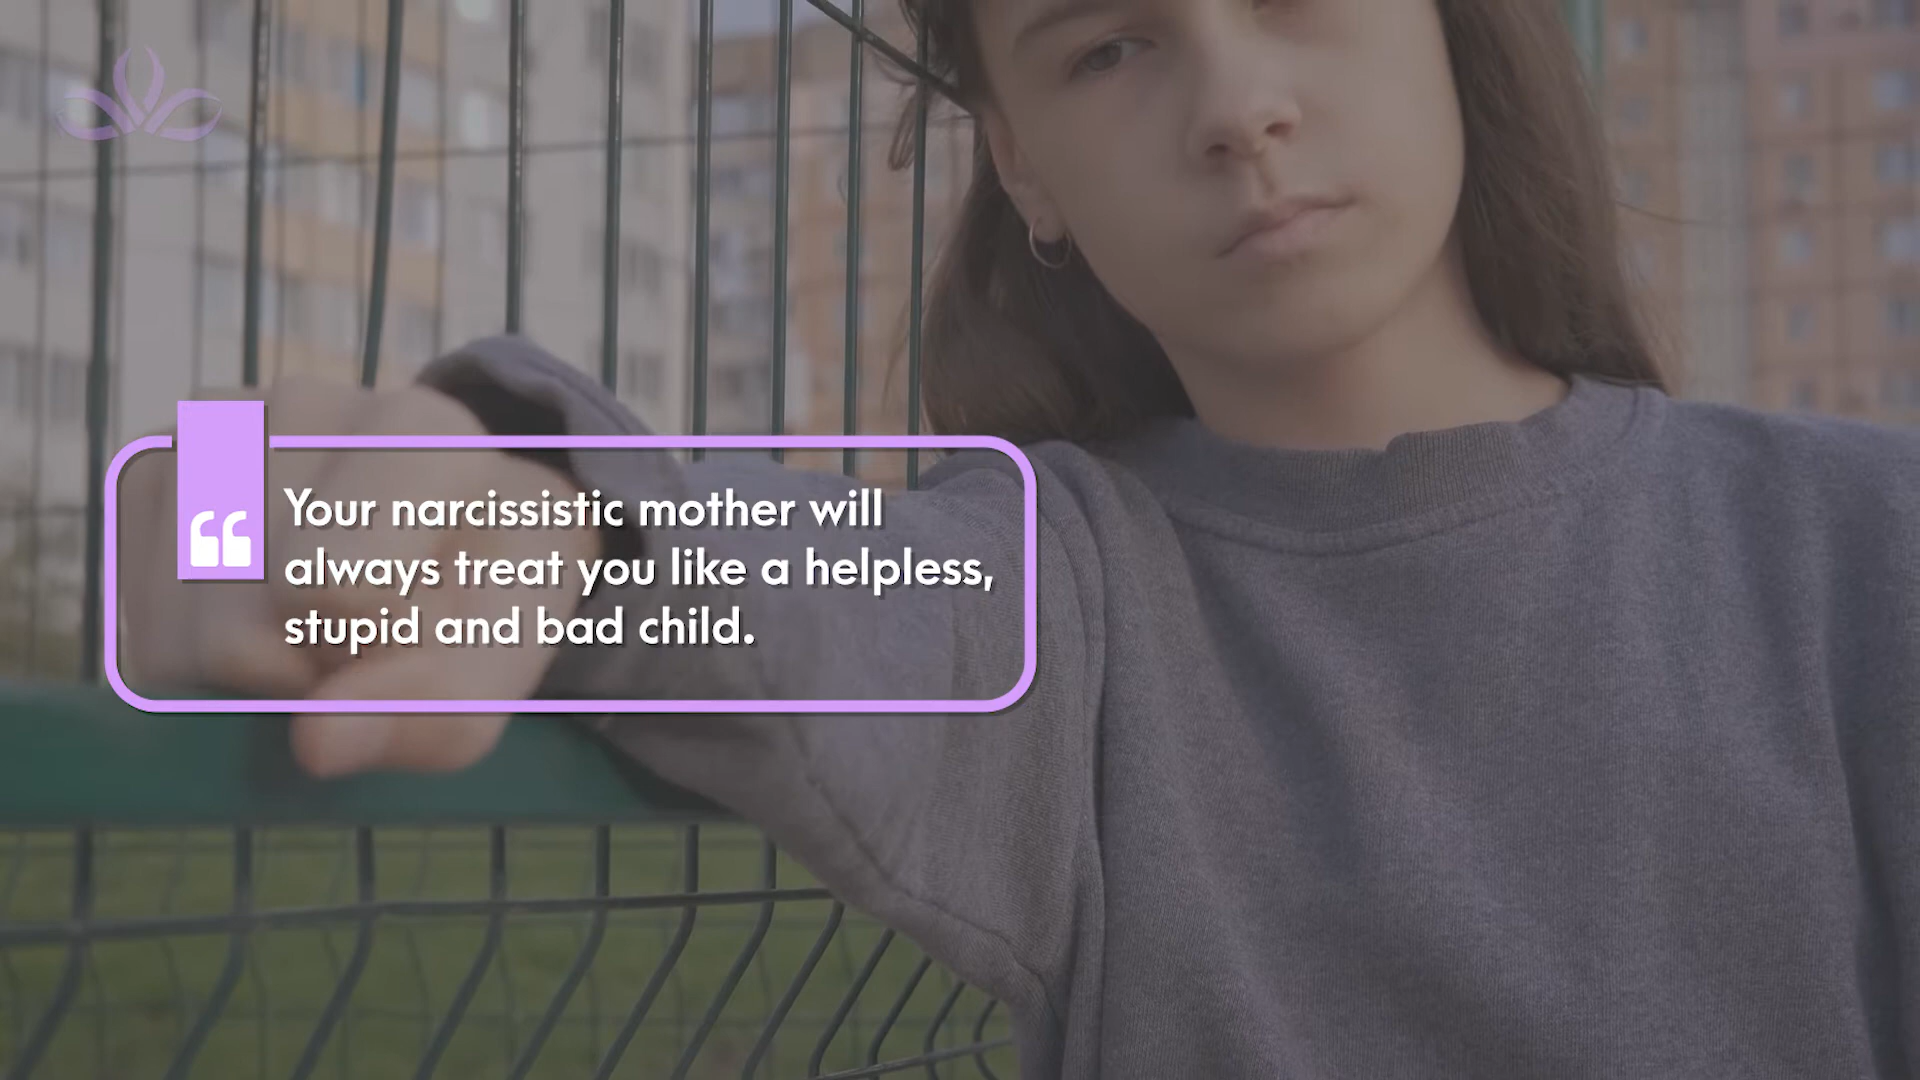 Your narcissistic mother will
always treat you like a helpless,
stupid and bad child.